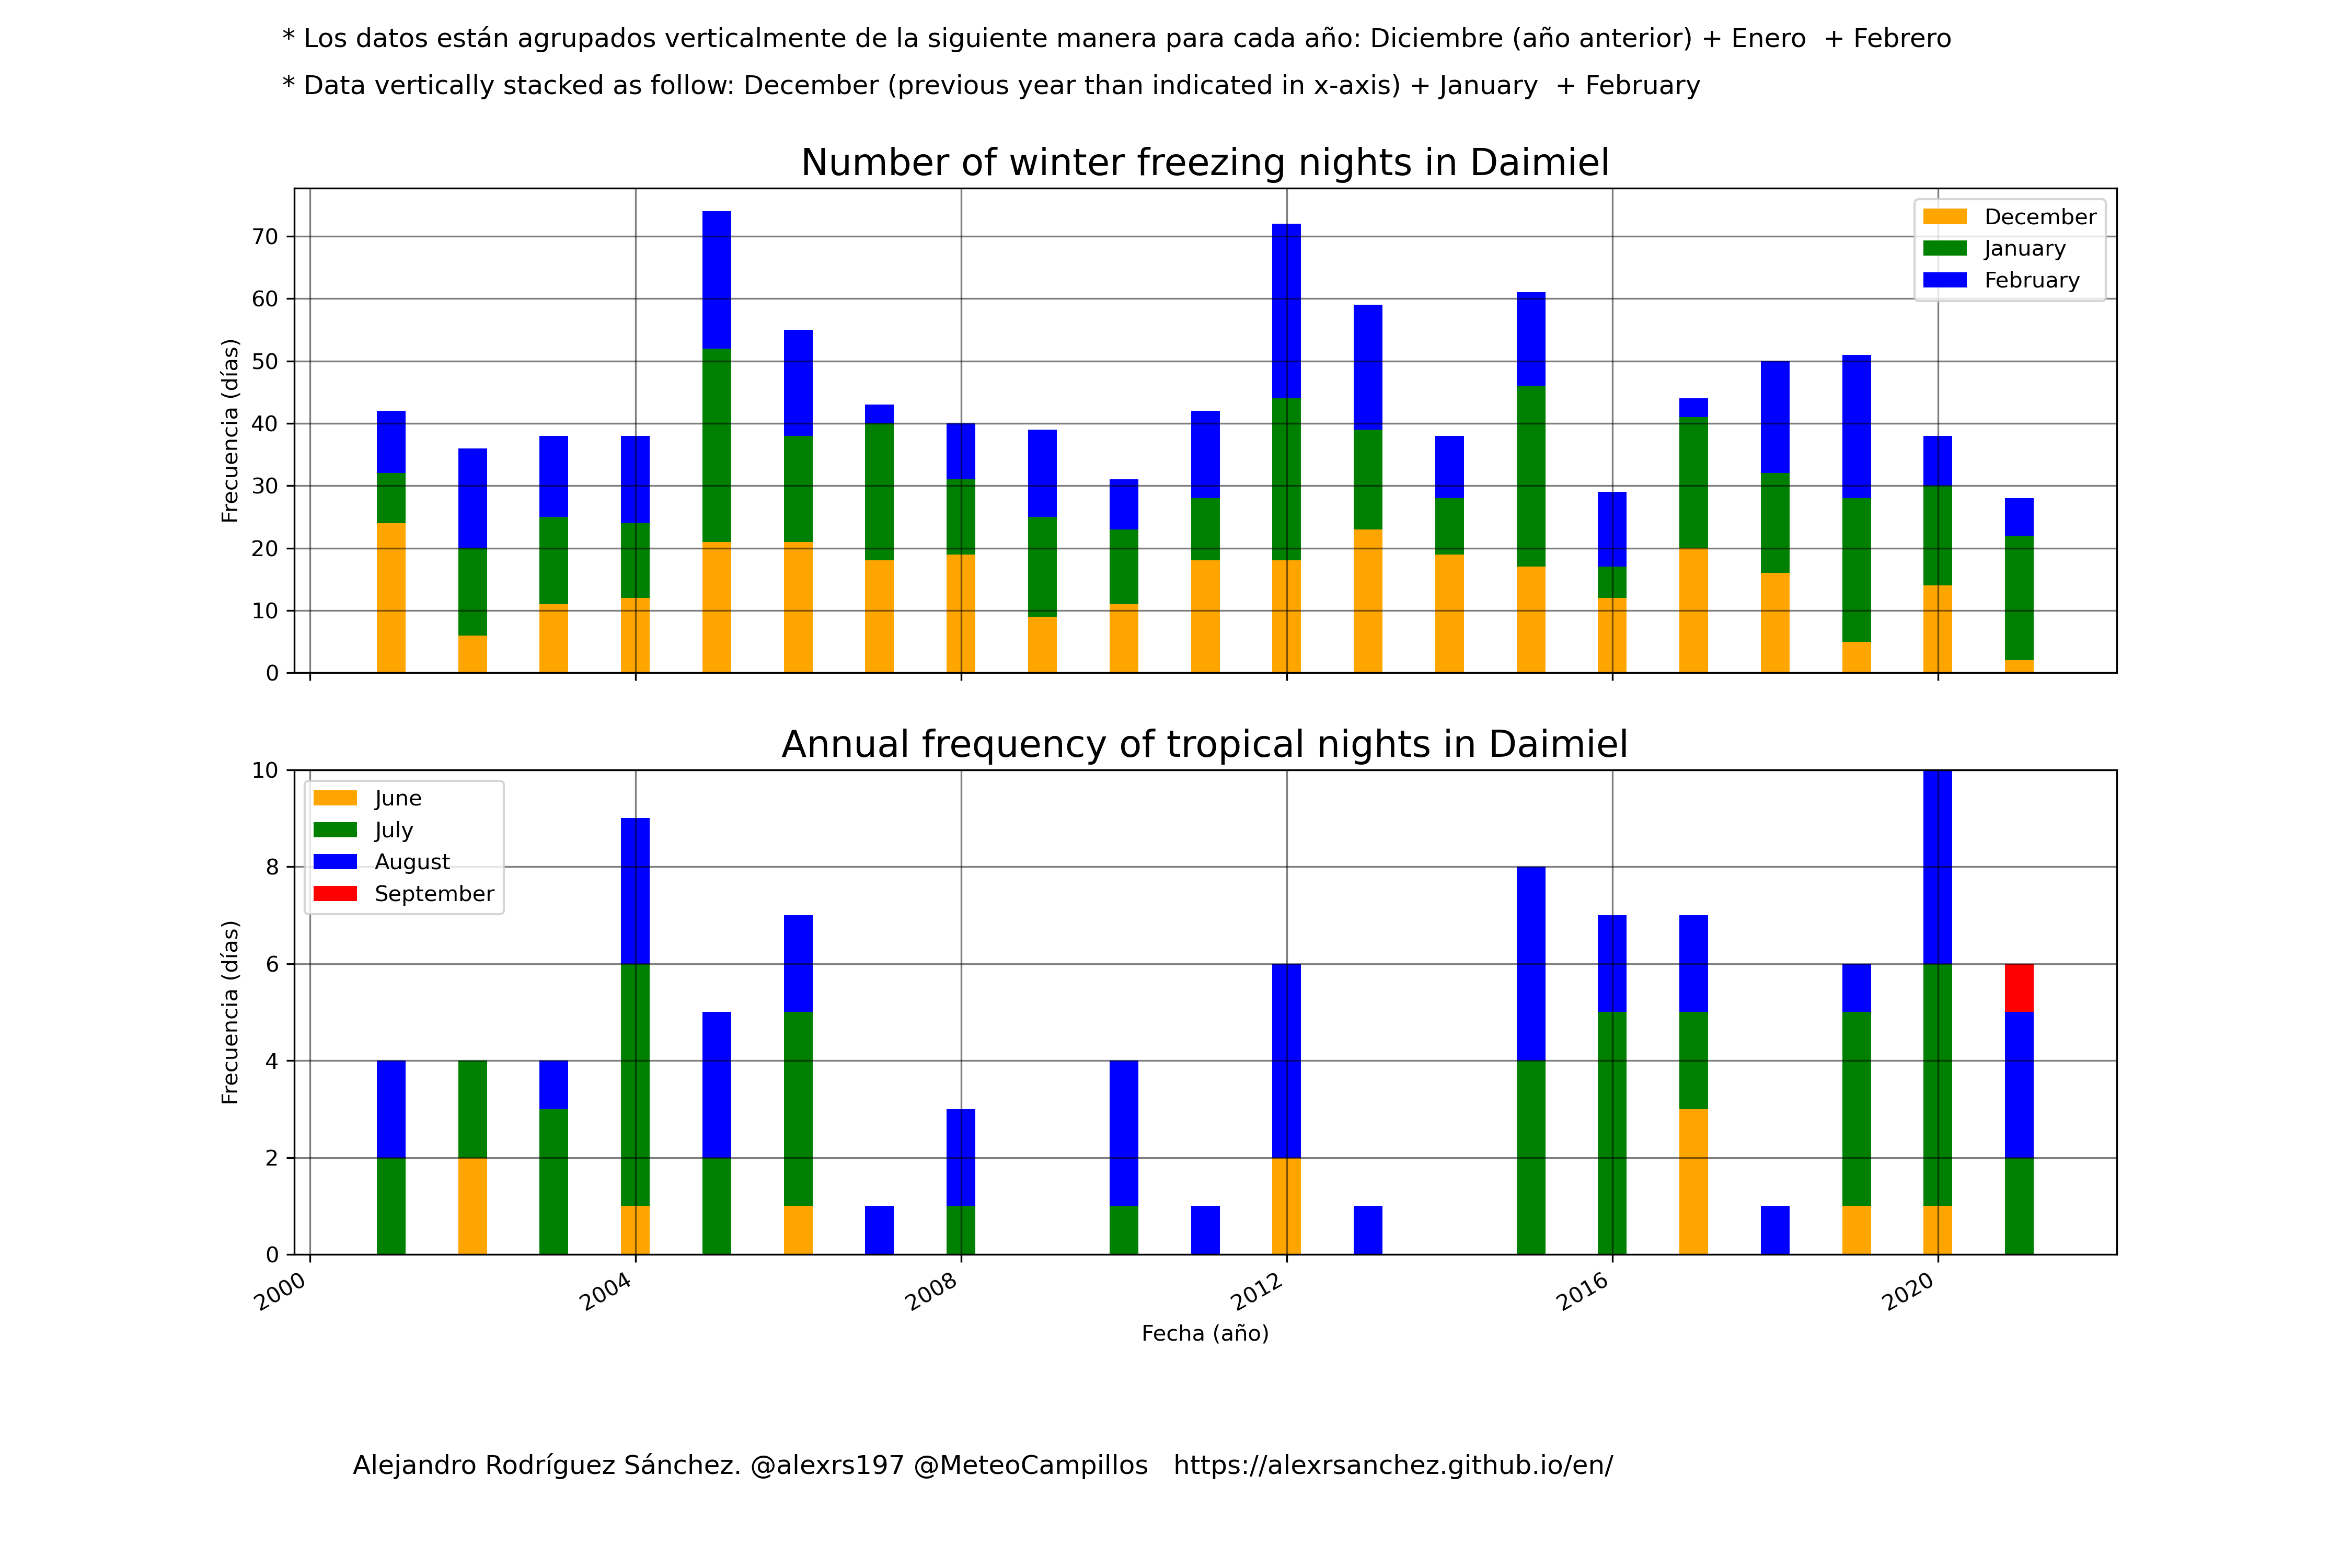 * Los datos están agrupados verticalmente de la siguiente manera para cada año: Diciembre (año anterior) + Enero  + Febrero
* Data vertically stacked as follow: December (previous year than indicated in x-axis) + January  + February
Number of winter freezing nights in Daimiel
70
60
50
40
30
20
10
0
Frecuencia (días)
December
January
February
Annual frequency of tropical nights in Daimiel
10
8
6
4
2
0
Frecuencia (días)
June
July
August
September
2000
2004
2008
2012
2016
2020
Fecha (año)
Alejandro Rodríguez Sánchez. @alexrs197 @MeteoCampillos   https://alexrsanchez.github.io/en/